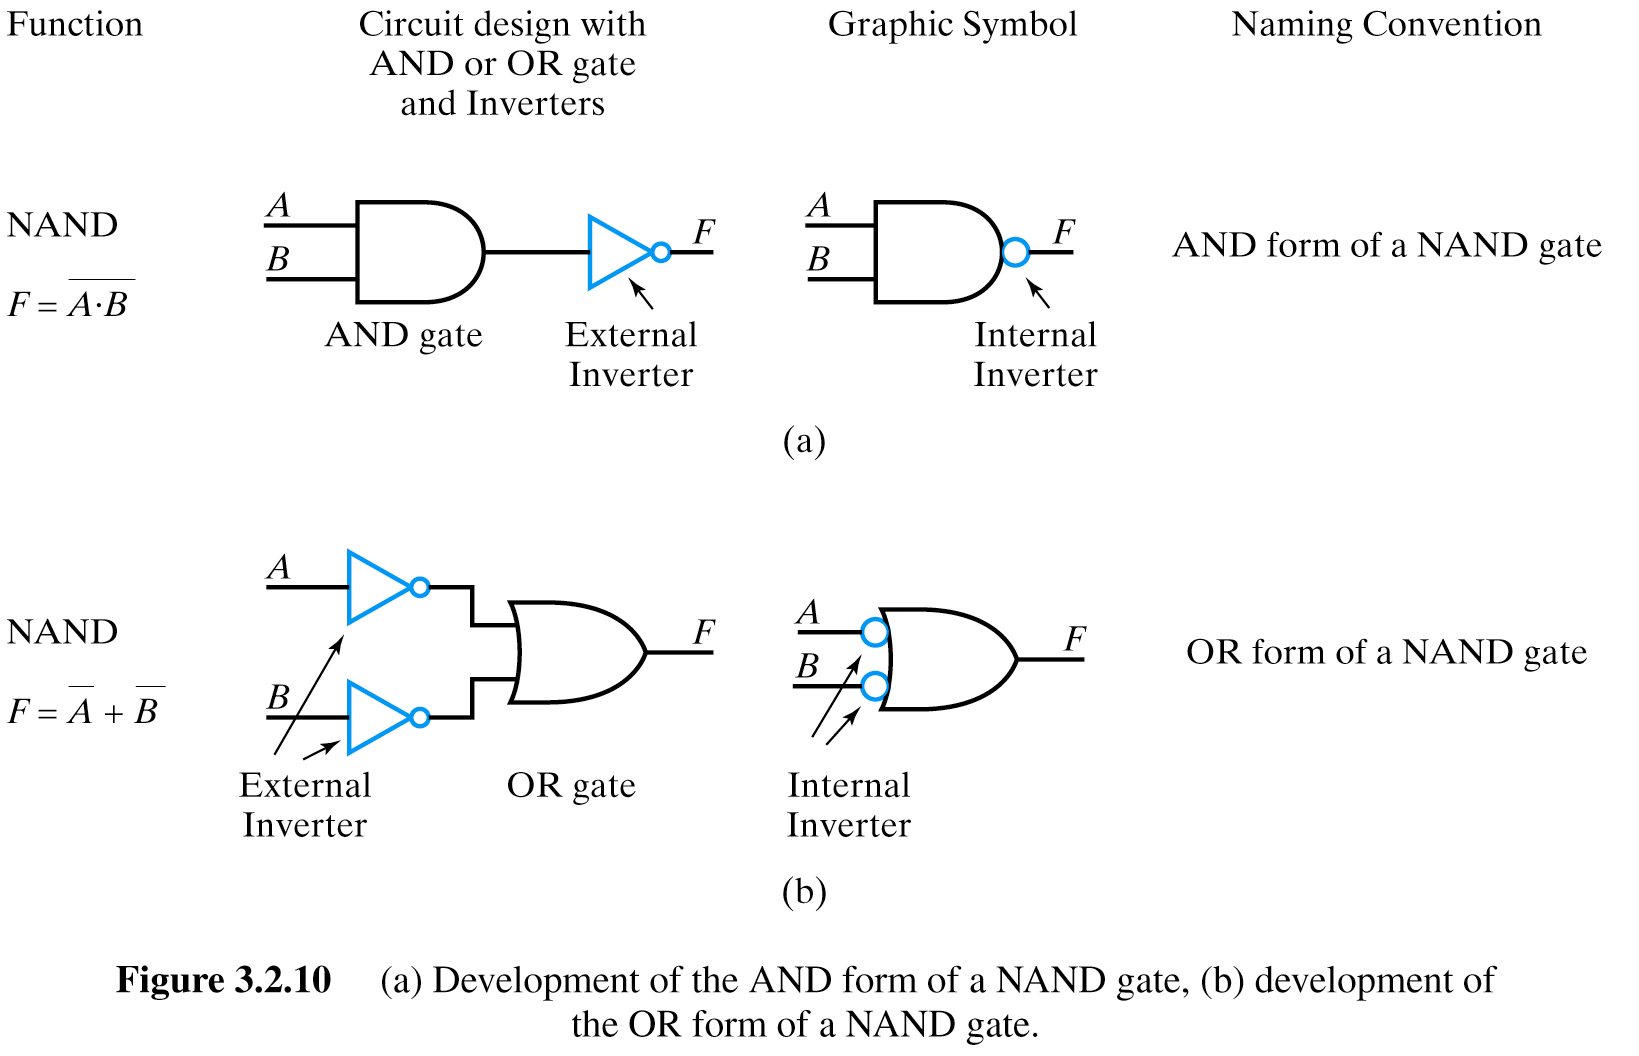 Function
Circuit design with
AND or OR gate
and Inverters
Graphic Symbol
Naming Convention
NAND
F = \overline{A·B}
A
B
F
AND gate
External
Inverter
A
B
F
Internal
Inverter
AND form of a NAND gate
(a)
NAND
F = \overline{A} + \overline{B}
A
B
F
External
Inverter
OR gate
A
B
F
Internal
Inverter
OR form of a NAND gate
(b)
Figure 3.2.10 (a) Development of the AND form of a NAND gate, (b) development of
the OR form of a NAND gate.